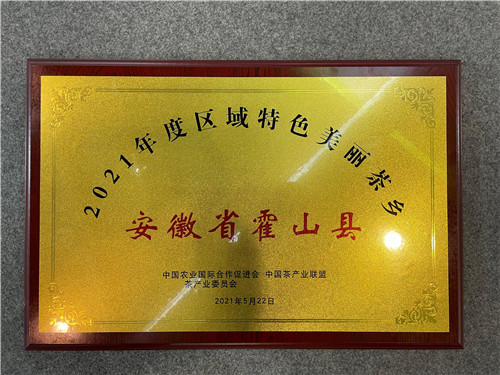 2021年度区域特色美丽茶乡
安徽省霍山县
中国农业国际合作促进会 中国茶产业联盟
茶产业委员会
2021年5月22日